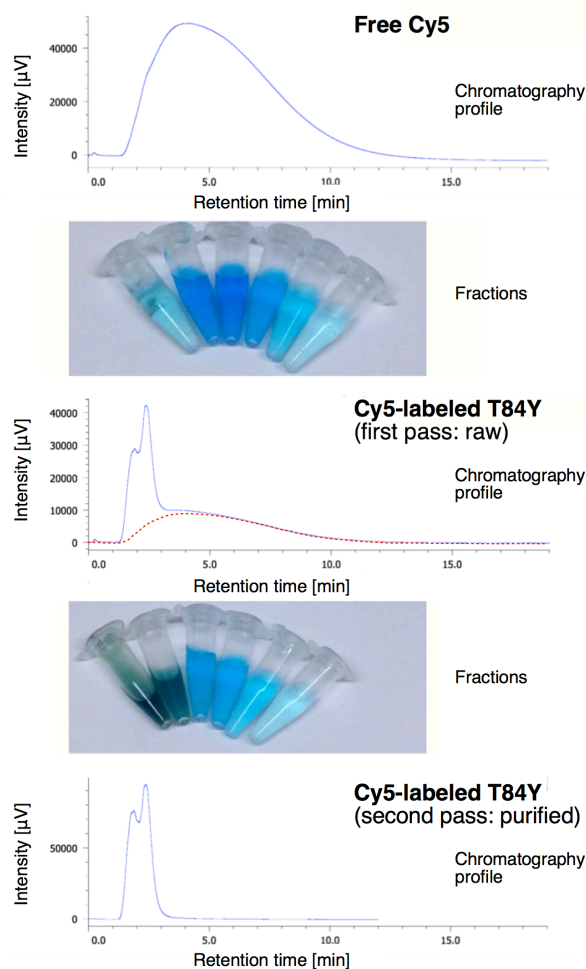 Free Cy5
Intensity [µV]
40000
20000
0
Chromatography
profile
0.0 5.0 10.0 15.0
Retention time [min]
Fractions
Cy5-labeled T84Y
(first pass: raw)
Intensity [µV]
40000
30000
20000
10000
0
Chromatography
profile
0.0 5.0 10.0 15.0
Retention time [min]
Fractions
Cy5-labeled T84Y
(second pass: purified)
Intensity [µV]
50000
0
Chromatography
profile
0.0 5.0 10.0 15.0
Retention time [min]